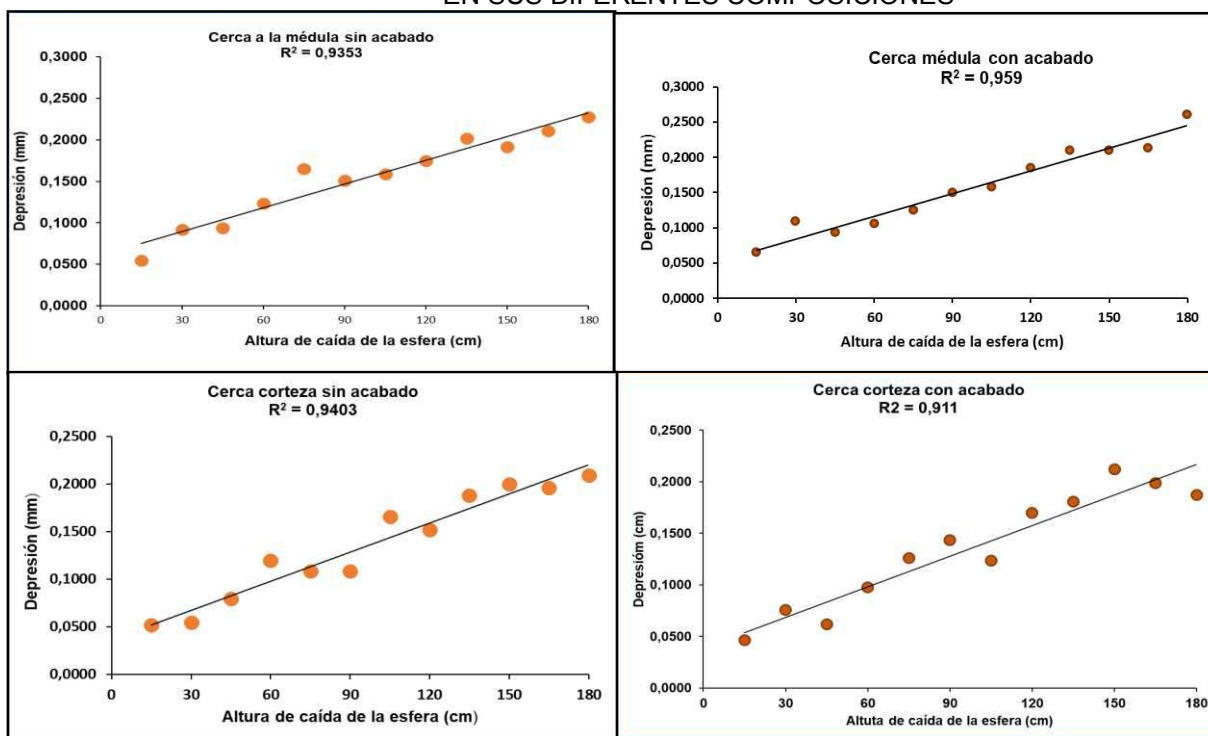 EN SUS DIFERENTES COMPOSICIONES
Cerca a la médula sin acabado
R² = 0,9353
0,3000
0,2500
0,2000
0,1500
0,1000
0,0500
0,0000
Depresión (mm)
0 30 60 90 120 150 180
Altura de caída de la esfera (cm)
Cerca médula con acabado
R² = 0,959
0,3000
0,2500
0,2000
0,1500
0,1000
0,0500
0,0000
Depresión (mm)
0 30 60 90 120 150 180
Altura de caída de la esfera (cm)
Cerca corteza sin acabado
R² = 0,9403
0,2500
0,2000
0,1500
0,1000
0,0500
0,0000
Depresión (mm)
0 30 60 90 120 150 180
Altura de caída de la esfera (cm)
Cerca corteza con acabado
R2 = 0,911
0,2500
0,2000
0,1500
0,1000
0,0500
0,0000
Depresióm (cm)
0 30 60 90 120 150 180
Altuta de caída de la esfera (cm)